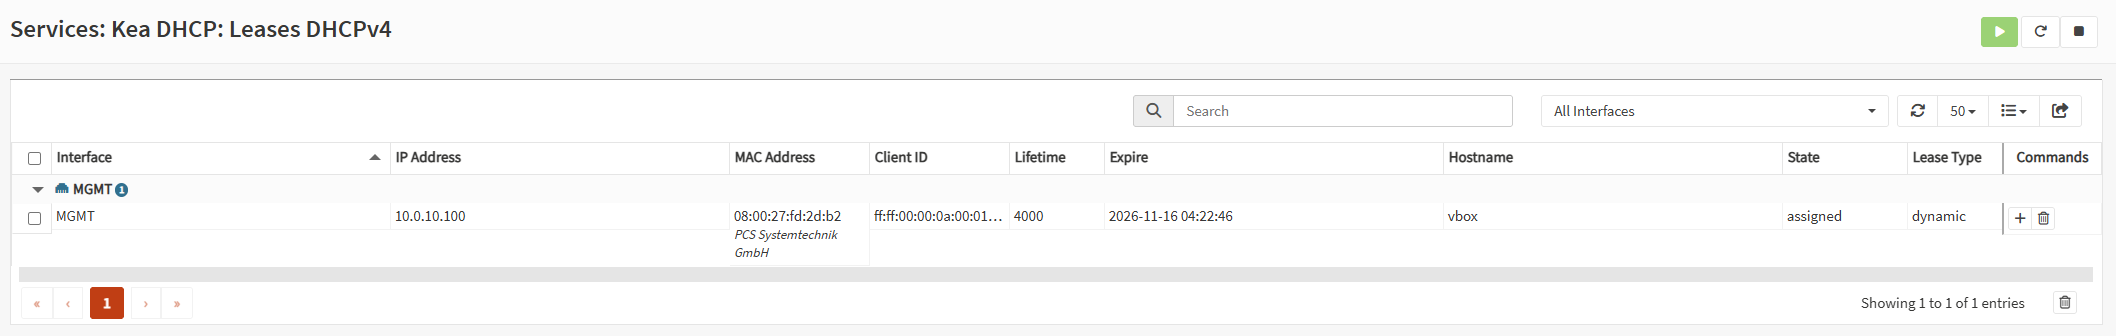 Services: Kea DHCP: Leases DHCPv4
Search
All Interfaces
50
Interface IP Address MAC Address Client ID Lifetime Expire Hostname State Lease Type Commands
MGMT 1
MGMT 10.0.10.100 08:00:27:fd:2d:b2 ff:ff:00:00:0a:00:01... 4000 2026-11-16 04:22:46 vbox assigned dynamic
PCS Systemtechnik
GmbH
« ‹ 1 › »
Showing 1 to 1 of 1 entries